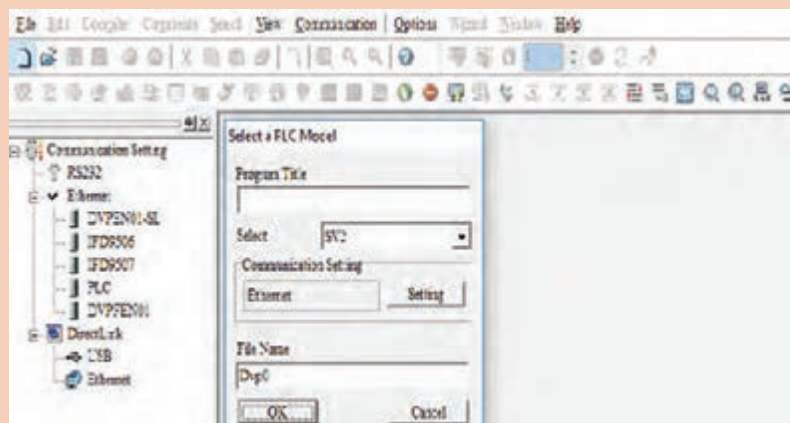 File Edit Compiler Comments Search View Communication Options Wizard Window Help
Communication Setting
RS232
Ethernet
DVPEN01-SL
IFD9506
IFD9507
PLC
DVPFEN01
DirectLink
USB
Ethernet
Select a PLC Model
Program Title
Select SV2
Communication Setting
Ethernet Setting
File Name
Dvp0
OK Cancel